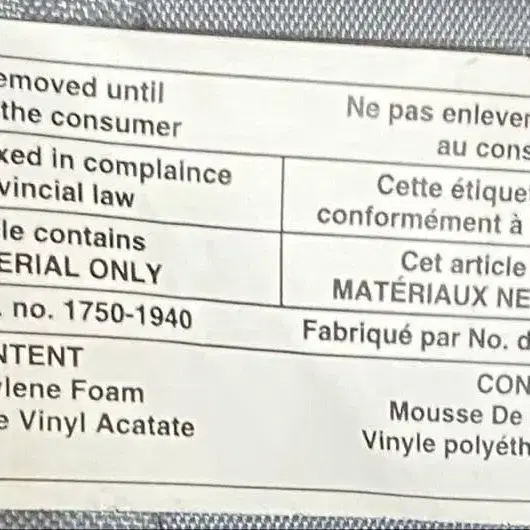 emoved until
the consumer
Ne pas enlever
au cons
xed in complaince
vincial law
Cette étique
conformément à
le contains
ERIAL ONLY
Cet article
MATÉRIAUX NE
. no. 1750-1940
Fabriqué par No. d
NTENT
ylene Foam
e Vinyl Acatate
CON
Mousse De
Vinyle polyéth